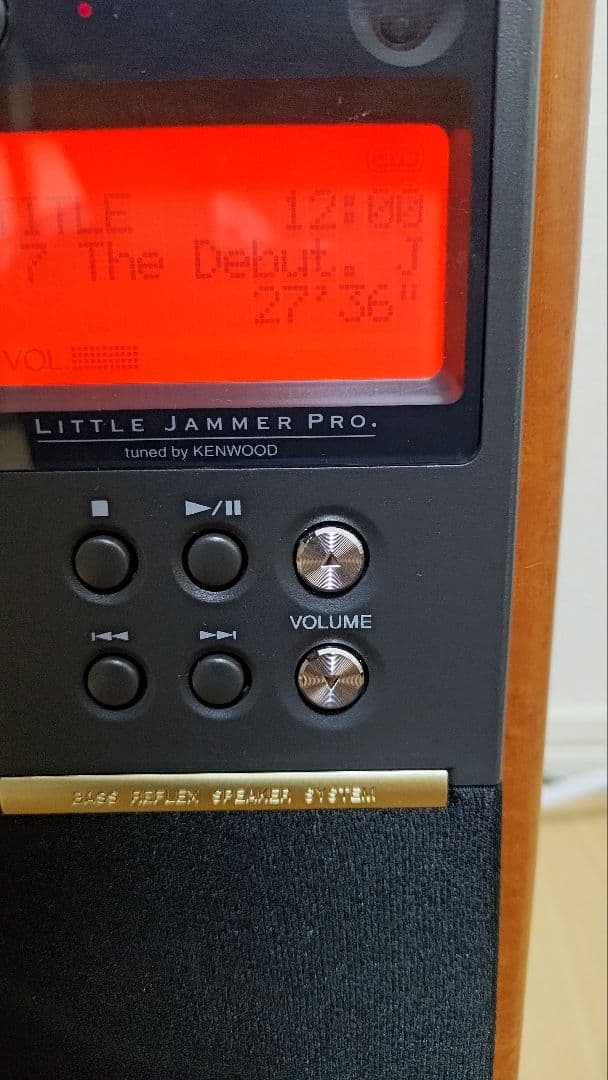 TITLE 12:00
7 The Debut. J
27'36"
VOL.
LITTLE JAMMER PRO.
tuned by KENWOOD
VOLUME
BASS REFLEX SPEAKER SYSTEM